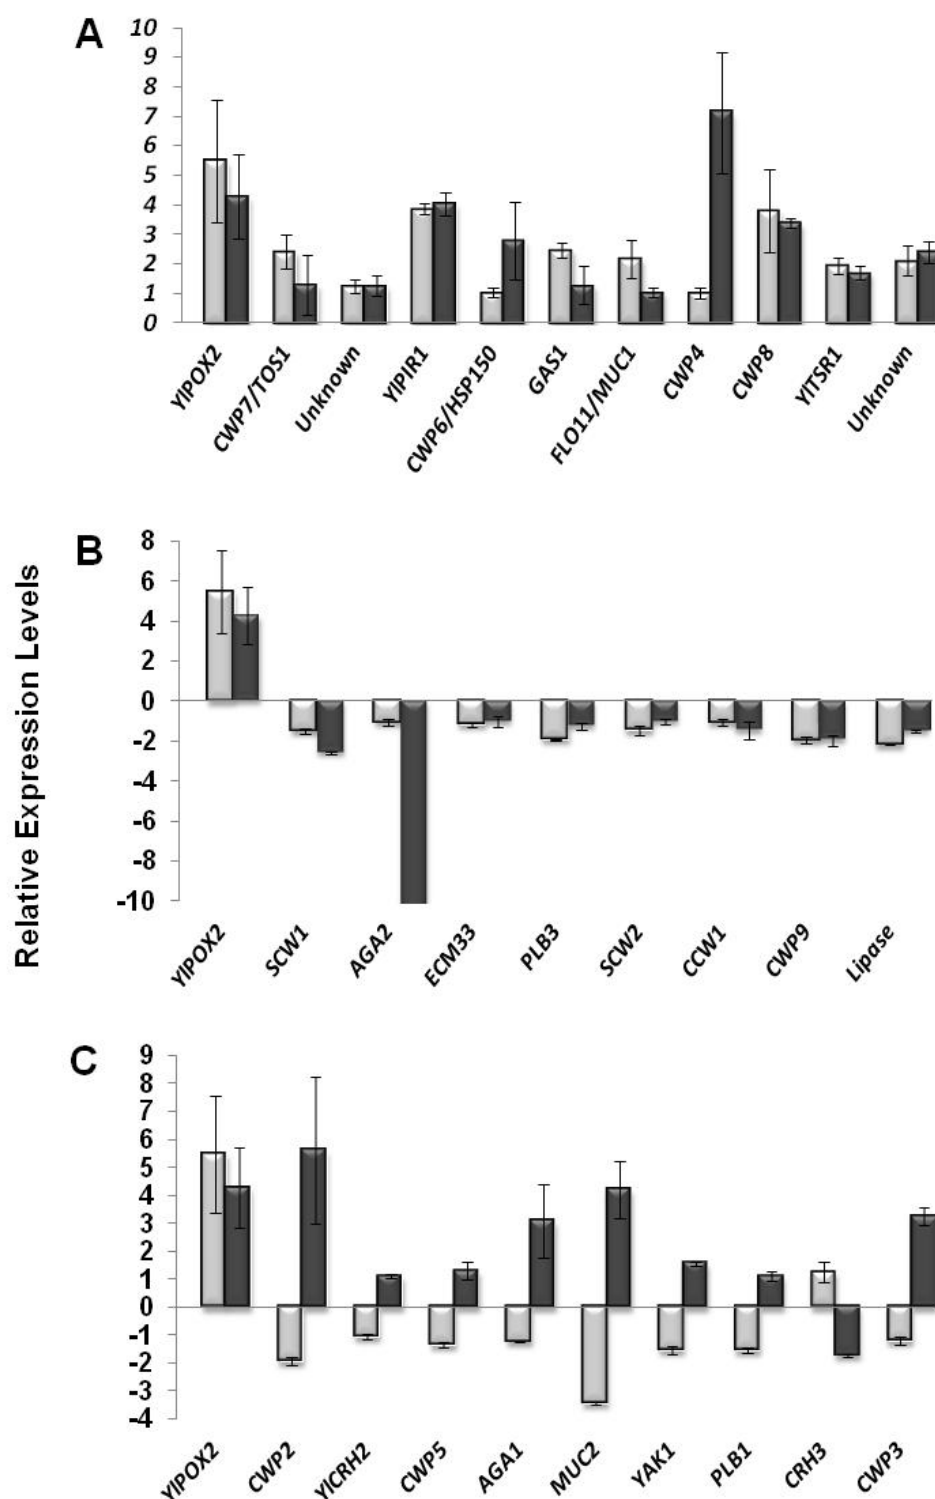 A
10
9
8
7
6
5
4
3
2
1
0
YlPOX2
CWP7/TOS1
Unknown
YlPIR1
CWP6/HSP150
GAS1
FLO11/MUC1
CWP4
CWP8
YlTSR1
Unknown
Relative Expression Levels
B
8
6
4
2
0
-2
-4
-6
-8
-10
YlPOX2
SCW1
AGA2
ECM33
PLB3
SCW2
CCW1
CWP9
Lipase
C
9
8
7
6
5
4
3
2
1
0
-1
-2
-3
-4
YlPOX2
CWP2
YlCRH2
CWP5
AGA1
MUC2
YAK1
PLB1
CRH3
CWP3